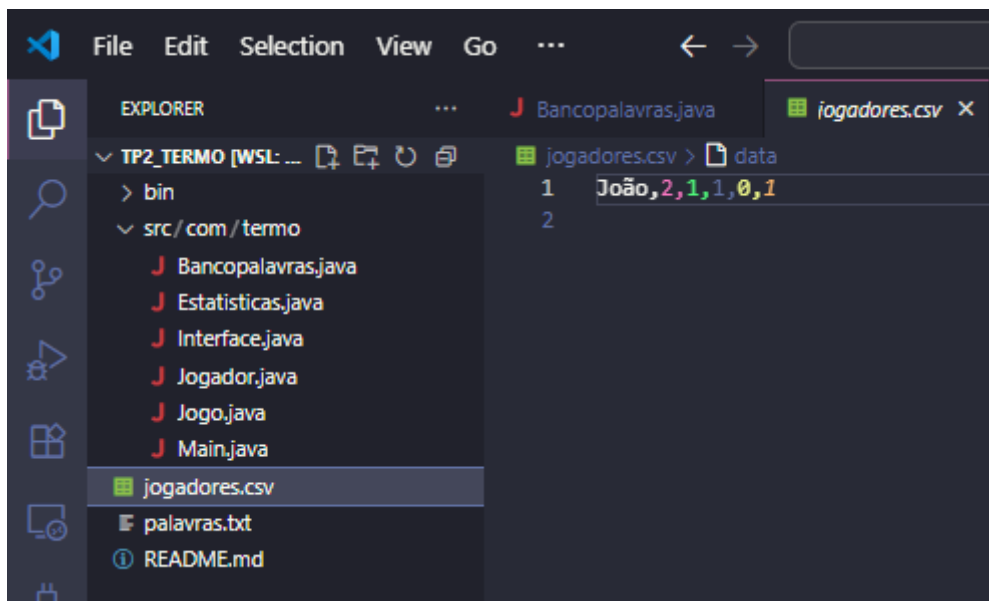 File Edit Selection View Go ...
EXPLORER ...
Bancopalavras.java
jogadores.csv
TP2_TERMO [WSL: ...
jogadores.csv > data
bin
1 João,2,1,1,0,1
src/com/termo
2
Bancopalavras.java
Estatisticas.java
Interface.java
Jogador.java
Jogo.java
Main.java
jogadores.csv
palavras.txt
README.md